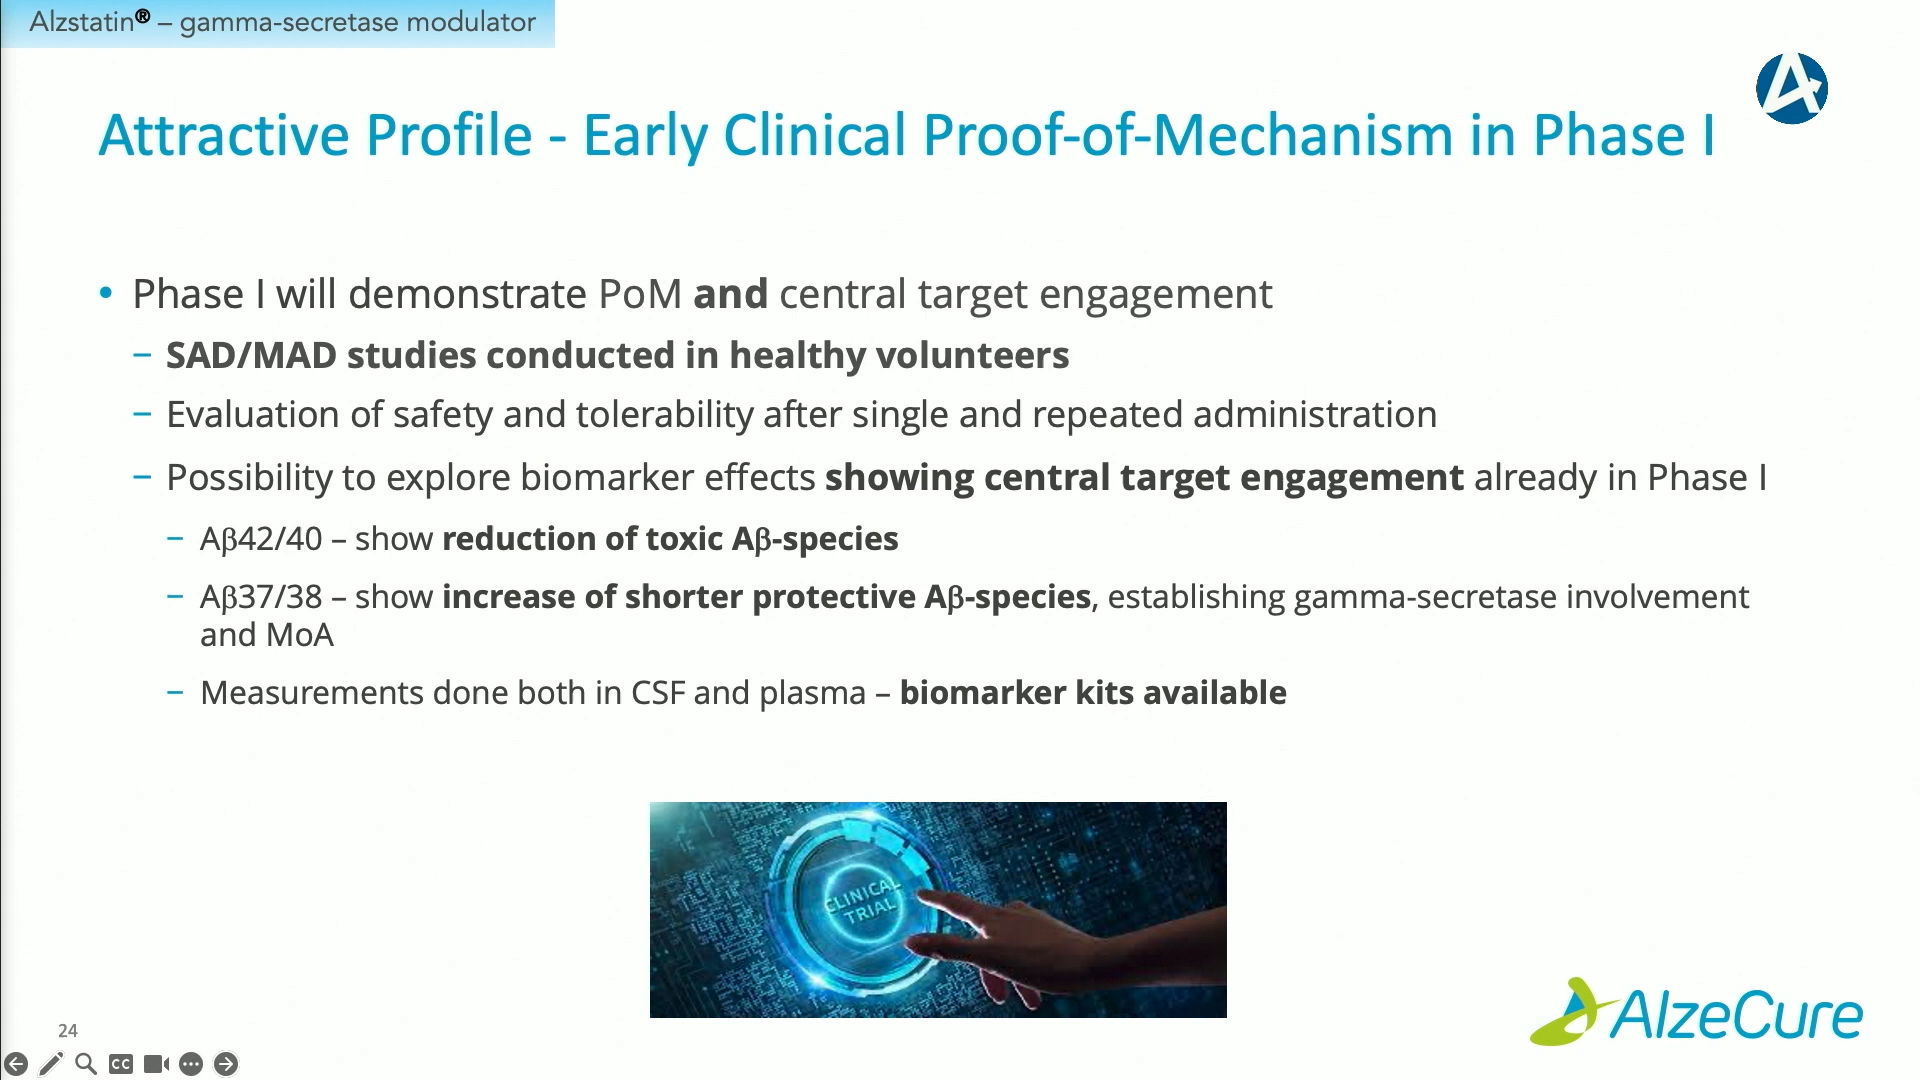 Alzstatin® – gamma-secretase modulator
Attractive Profile - Early Clinical Proof-of-Mechanism in Phase I
• Phase I will demonstrate PoM and central target engagement
– SAD/MAD studies conducted in healthy volunteers
– Evaluation of safety and tolerability after single and repeated administration
– Possibility to explore biomarker effects showing central target engagement already in Phase I
– Aβ42/40 – show reduction of toxic Aβ-species
– Aβ37/38 – show increase of shorter protective Aβ-species, establishing gamma-secretase involvement
and MoA
– Measurements done both in CSF and plasma – biomarker kits available
CLINICAL
TRIAL
AlzeCure
24
CC